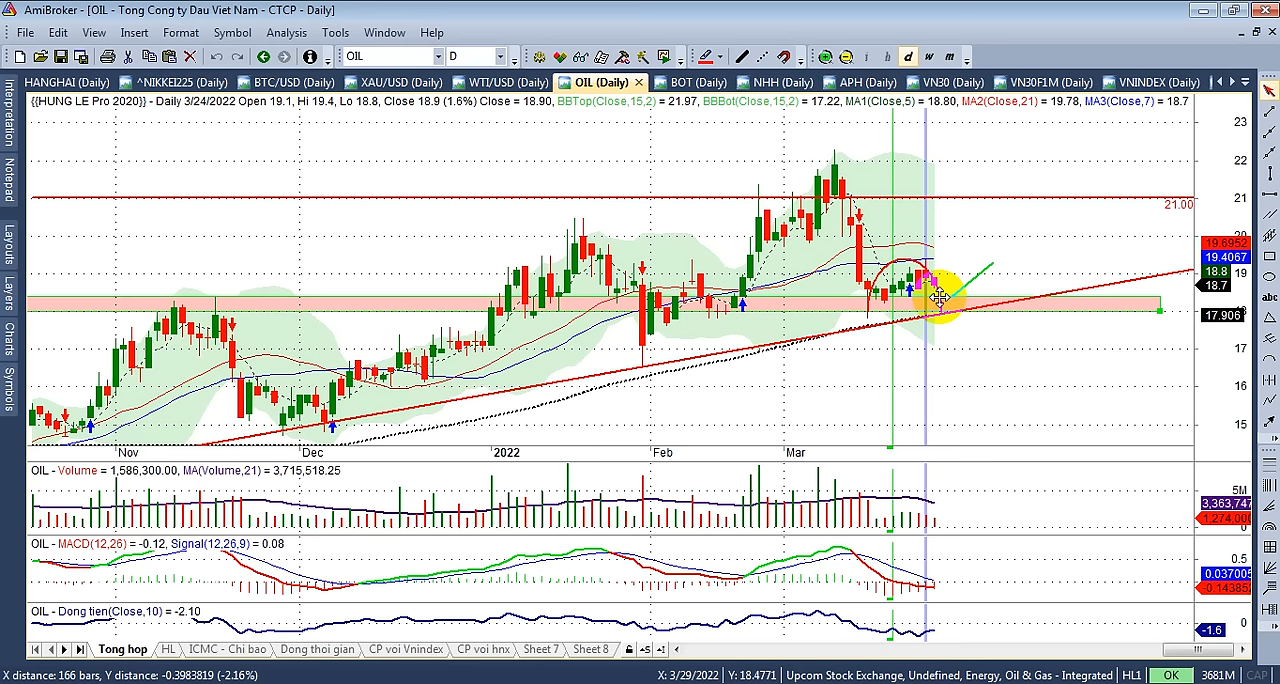 AmiBroker - [OIL - Tong Cong ty Dau Viet Nam - CTCP - Daily]
File Edit View Insert Format Symbol Analysis Tools Window Help
OIL D i h d w m
HANGHAI (Daily) ^NIKKEI225 (Daily) BTC/USD (Daily) XAU/USD (Daily) WTI/USD (Daily) OIL (Daily) BOT (Daily) NHH (Daily) APH (Daily) VN30 (Daily) VN30F1M (Daily) VNINDEX (Daily)
{{HUNG LE Pro 2020}} - Daily 3/24/2022 Open 19.1, Hi 19.4, Lo 18.8, Close 18.9 (1.6%) Close = 18.90, BBTop(Close,15,2) = 21.97, BBBot(Close,15,2) = 17.22, MA1(Close,5) = 18.80, MA2(Close,21) = 19.78, MA3(Close,7) = 18.7
Interpretation
Notepad
Layouts
Layers
Charts
Symbols
23
22
21
21.00
20
19.6952
19.4067
19
18.8
18.7
17.906
17
16
15
abc
Nov Dec 2022 Feb Mar
OIL - Volume = 1,586,300.00, MA(Volume,21) = 3,715,518.25
5M
3,363,747
1,274,000
0
OIL - MACD(12,26) = -0.12, Signal(12,26,9) = 0.08
0.5
0.037005
-0.14385
OIL - Dong tien(Close,10) = -2.10
0
-1.6
Tong hop HL ICMC - Chi bao Dong thoi gian CP voi Vnindex CP voi hnx Sheet 7 Sheet 8
X distance: 166 bars, Y distance: -0.3983819 (-2.16%) X: 3/29/2022 Y: 18.4771 Upcom Stock Exchange, Undefined, Energy, Oil & Gas - Integrated HL1 OK 3681M CAP